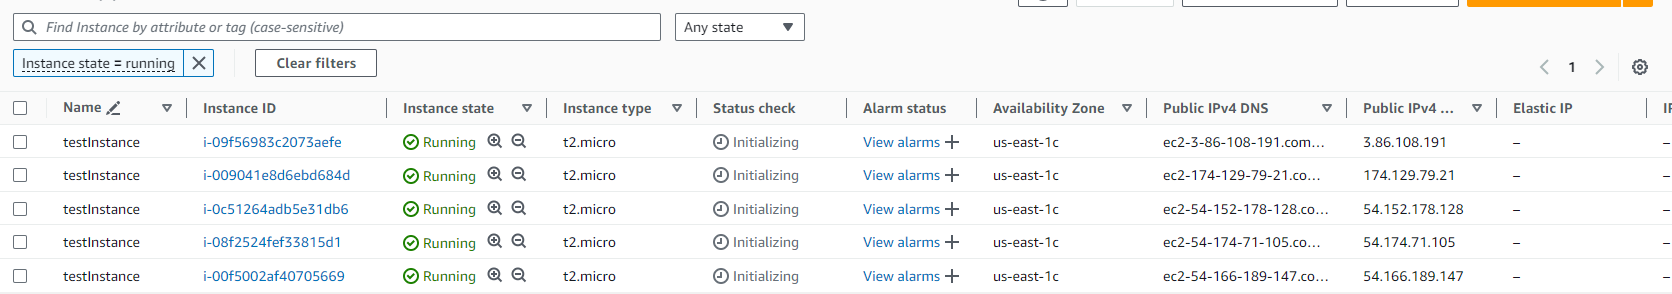 Find Instance by attribute or tag (case-sensitive) Any state
Instance state = running Clear filters 1
Name Instance ID Instance state Instance type Status check Alarm status Availability Zone Public IPv4 DNS Public IPv4 ... Elastic IP
testInstance i-09f56983c2073aefe Running t2.micro Initializing View alarms + us-east-1c ec2-3-86-108-191.com... 3.86.108.191 –
testInstance i-009041e8d6ebd684d Running t2.micro Initializing View alarms + us-east-1c ec2-174-129-79-21.co... 174.129.79.21 –
testInstance i-0c51264adb5e31db6 Running t2.micro Initializing View alarms + us-east-1c ec2-54-152-178-128.co... 54.152.178.128 –
testInstance i-08f2524fef33815d1 Running t2.micro Initializing View alarms + us-east-1c ec2-54-174-71-105.co... 54.174.71.105 –
testInstance i-00f5002af40705669 Running t2.micro Initializing View alarms + us-east-1c ec2-54-166-189-147.co... 54.166.189.147 –